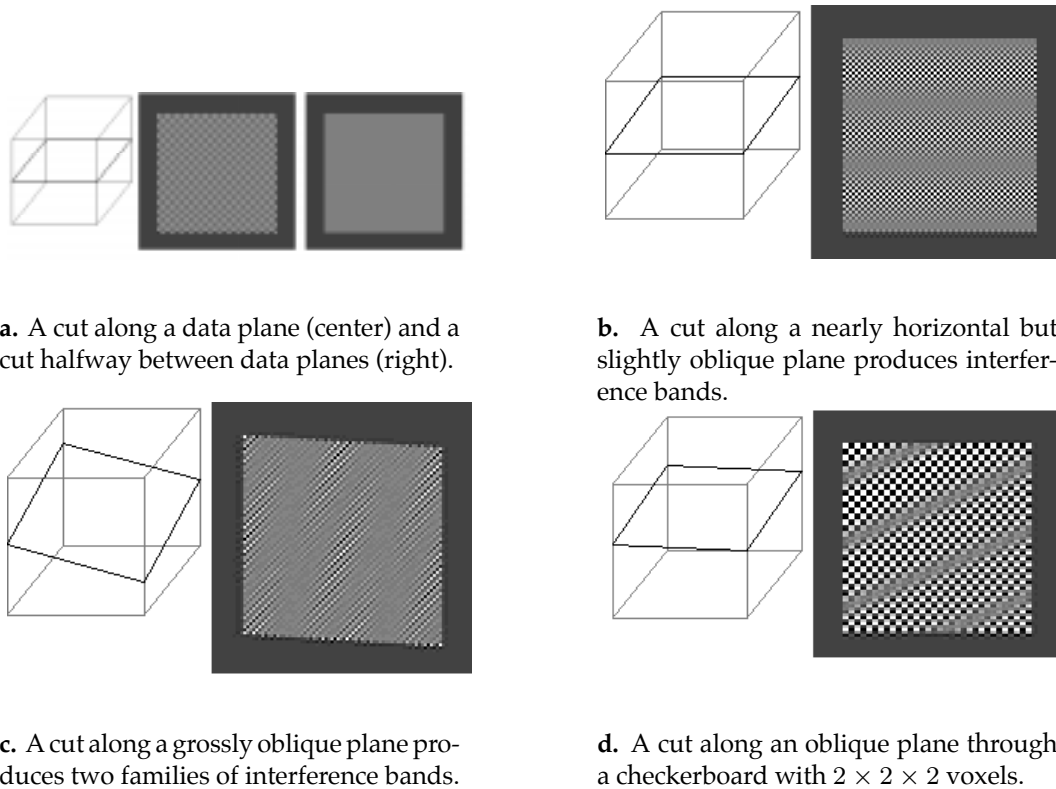 a. A cut along a data plane (center) and a
cut halfway between data planes (right).
b. A cut along a nearly horizontal but
slightly oblique plane produces interfer-
ence bands.
c. A cut along a grossly oblique plane pro-
duces two families of interference bands.
d. A cut along an oblique plane through
a checkerboard with 2 × 2 × 2 voxels.